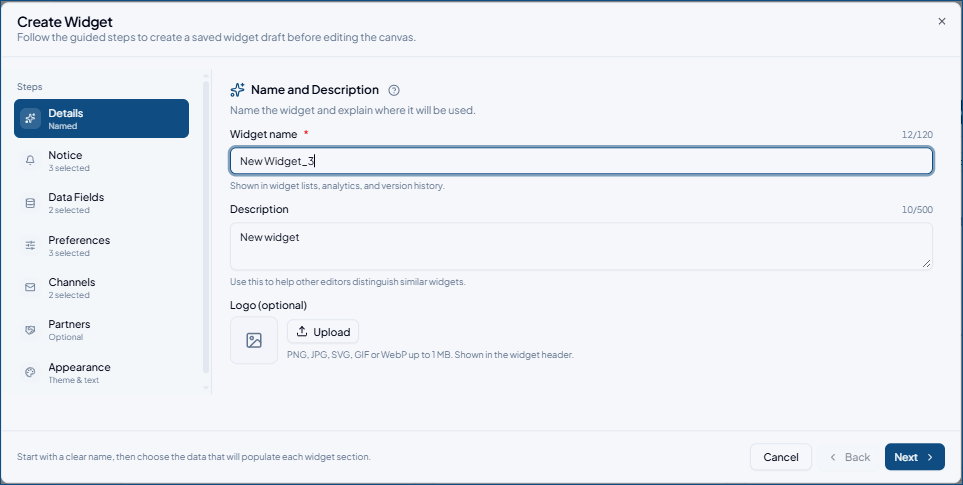 Create Widget
Follow the guided steps to create a saved widget draft before editing the canvas.
Steps
Details
Named
Notice
3 selected
Data Fields
2 selected
Preferences
3 selected
Channels
2 selected
Partners
Optional
Appearance
Theme & text
Name and Description
Name the widget and explain where it will be used.
Widget name * 12/120
New Widget_3
Shown in widget lists, analytics, and version history.
Description 10/500
New widget
Use this to help other editors distinguish similar widgets.
Logo (optional)
Upload
PNG, JPG, SVG, GIF or WebP up to 1 MB. Shown in the widget header.
Start with a clear name, then choose the data that will populate each widget section.
Cancel Back Next